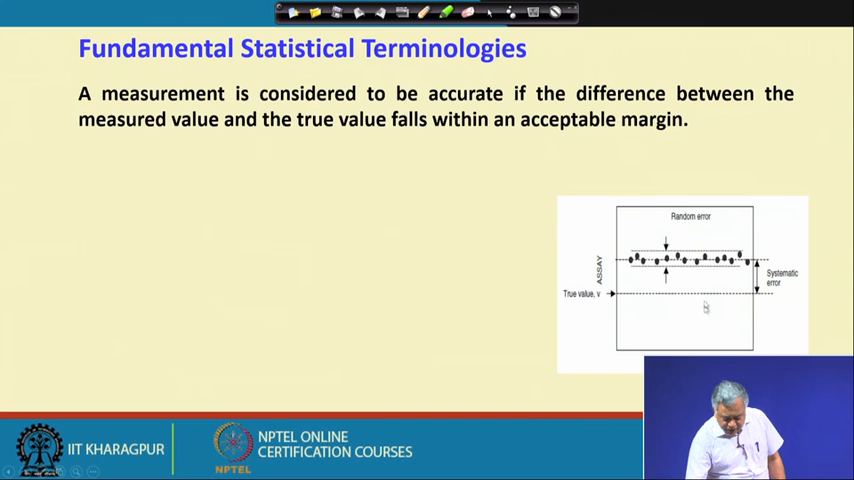 Fundamental Statistical Terminologies
A measurement is considered to be accurate if the difference between the
measured value and the true value falls within an acceptable margin.
Random error
ASSAY
Systematic
error
True value, v
IIT KHARAGPUR
NPTEL
NPTEL ONLINE
CERTIFICATION COURSES